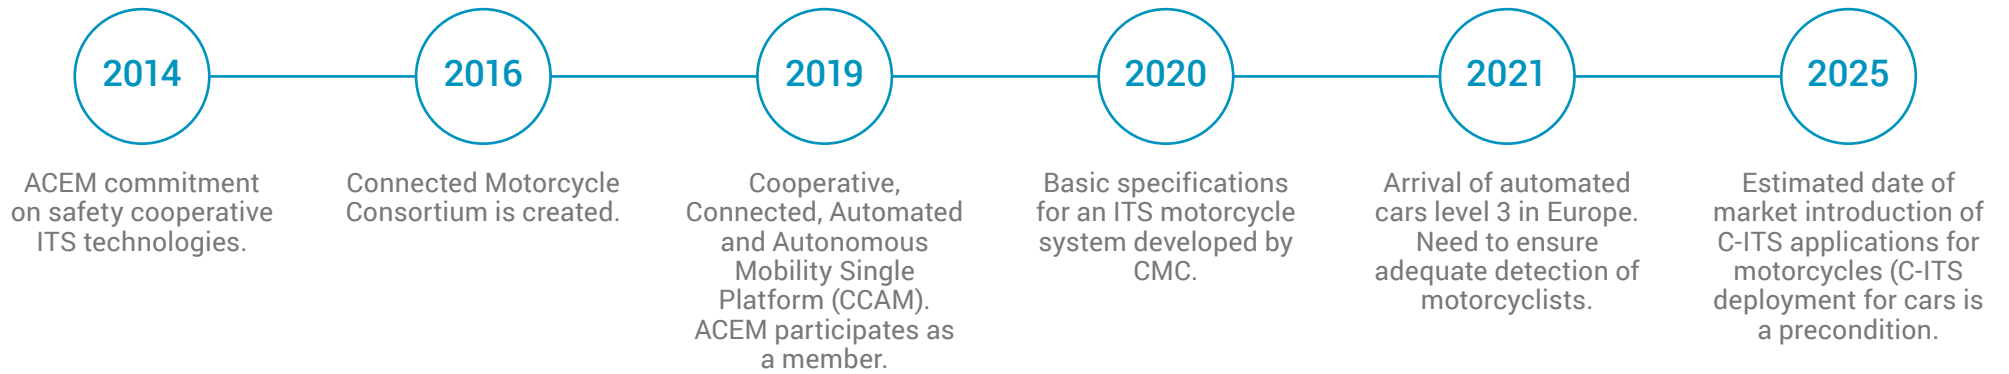 2014
ACEM commitment
on safety cooperative
ITS technologies.
2016
Connected Motorcycle
Consortium is created.
2019
Cooperative,
Connected, Automated
and Autonomous
Mobility Single
Platform (CCAM).
ACEM participates as
a member.
2020
Basic specifications
for an ITS motorcycle
system developed by
CMC.
2021
Arrival of automated
cars level 3 in Europe.
Need to ensure
adequate detection of
motorcyclists.
2025
Estimated date of
market introduction of
C-ITS applications for
motorcycles (C-ITS
deployment for cars is
a precondition.